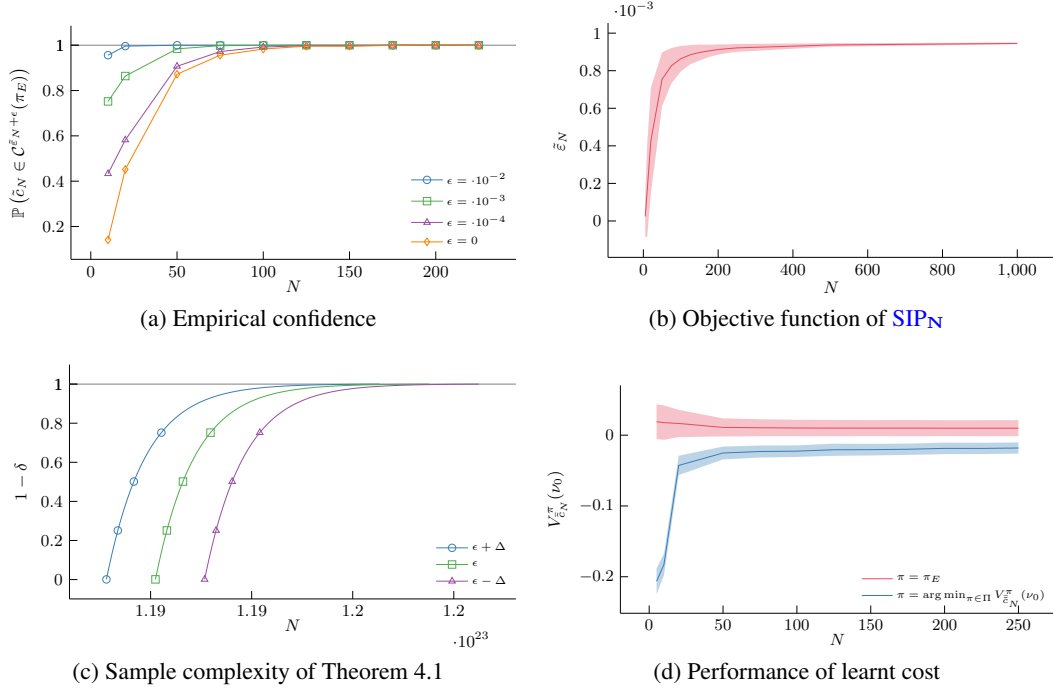 1
0.8
0.6
0.4
0.2
0
50
100
150
200
N
ℙ (c̃_N ∈ 𝒞^{ε̃_N+ϵ}(π_E))
ϵ = ·10^{−2}
ϵ = ·10^{−3}
ϵ = ·10^{−4}
ϵ = 0
(a) Empirical confidence
·10^{−3}
1
0.8
0.6
0.4
0.2
0
0
200
400
600
800
1,000
N
ε̃_N
(b) Objective function of SIP_N
1
0.8
0.6
0.4
0.2
0
1.19
1.19
1.2
1.2
·10^{23}
N
1 − δ
ϵ + Δ
ϵ
ϵ − Δ
(c) Sample complexity of Theorem 4.1
0
−0.1
−0.2
0
50
100
150
200
250
N
V^π_{c̃_N}(ν_0)
π = π_E
π = arg min_{π∈Π} V^π_{c̃_N}(ν_0)
(d) Performance of learnt cost